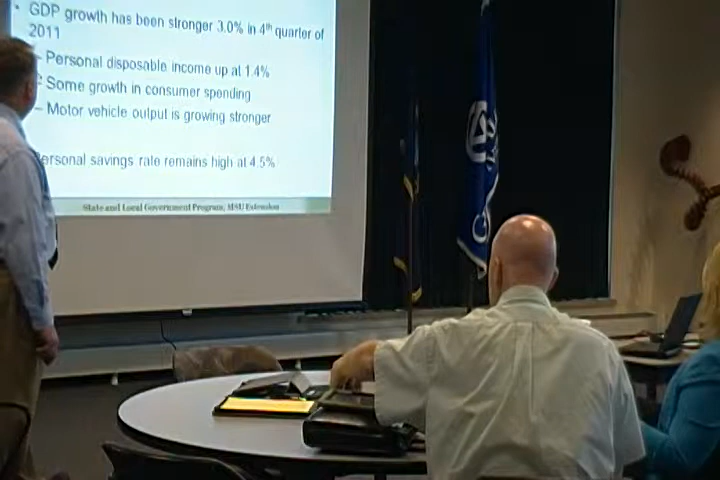 • GDP growth has been stronger 3.0% in 4th quarter of
2011
– Personal disposable income up at 1.4%
– Some growth in consumer spending
– Motor vehicle output is growing stronger
ersonal savings rate remains high at 4.5%
State and Local Government Program, MSU Extension